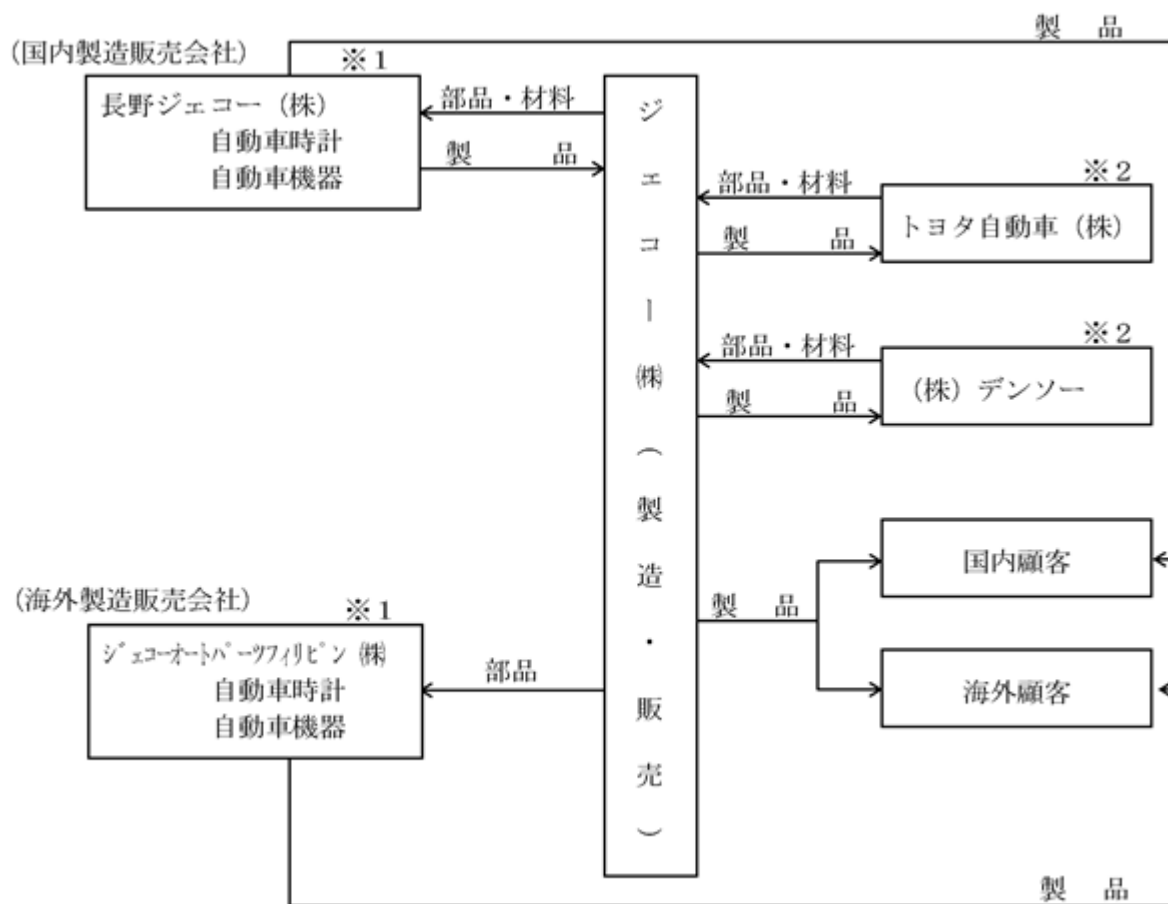 製　品
(国内製造販売会社)
※1
長野ジェコー(株)
自動車時計
自動車機器
部品・材料
製　品
ジェコー㈱(製造・販売)
部品・材料
製　品
※2
トヨタ自動車(株)
部品・材料
製　品
※2
(株)デンソー
製　品
国内顧客
海外顧客
(海外製造販売会社)
※1
ｼﾞｪｺｰｵｰﾄﾊﾟｰﾂフィリピン㈱
自動車時計
自動車機器
部品
製　品